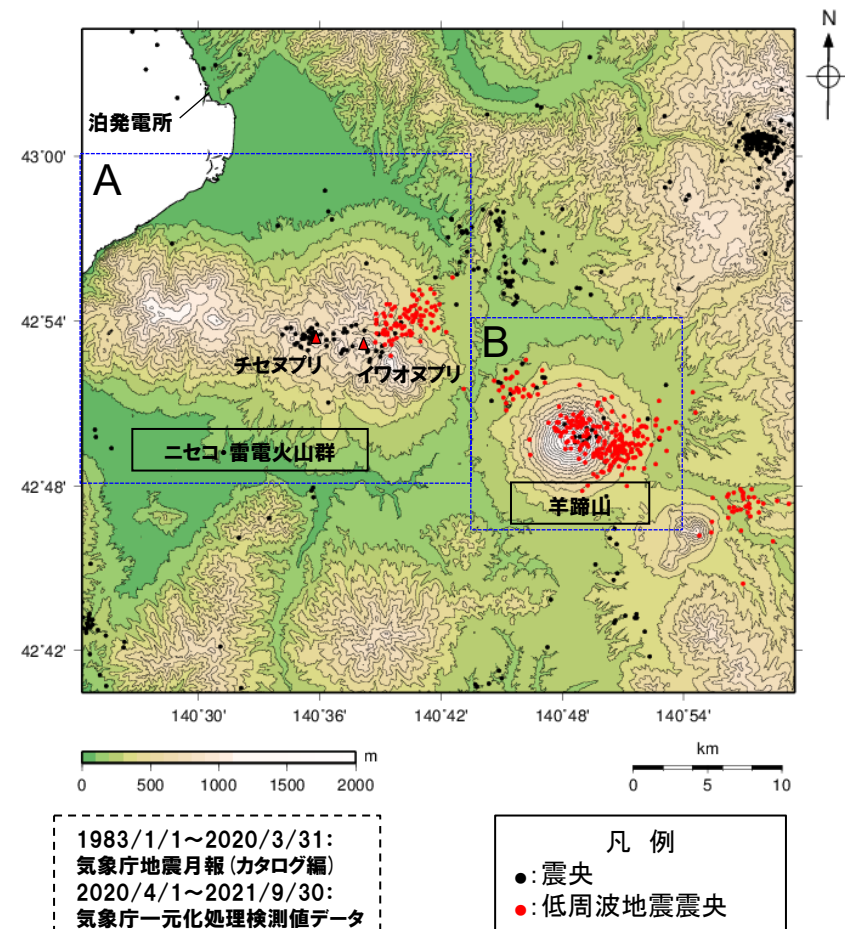 N
泊発電所
43°00'
A
42°54'
B
チセヌプリ
イワオヌプリ
ニセコ・雷電火山群
42°48'
羊蹄山
42°42'
140°30'
140°36'
140°42'
140°48'
140°54'
m
0
500
1000
1500
2000
km
0
5
10
1983/1/1～2020/3/31:
気象庁地震月報(カタログ編)
2020/4/1～2021/9/30:
気象庁一元化処理検測値データ
凡 例
●:震央
●:低周波地震震央